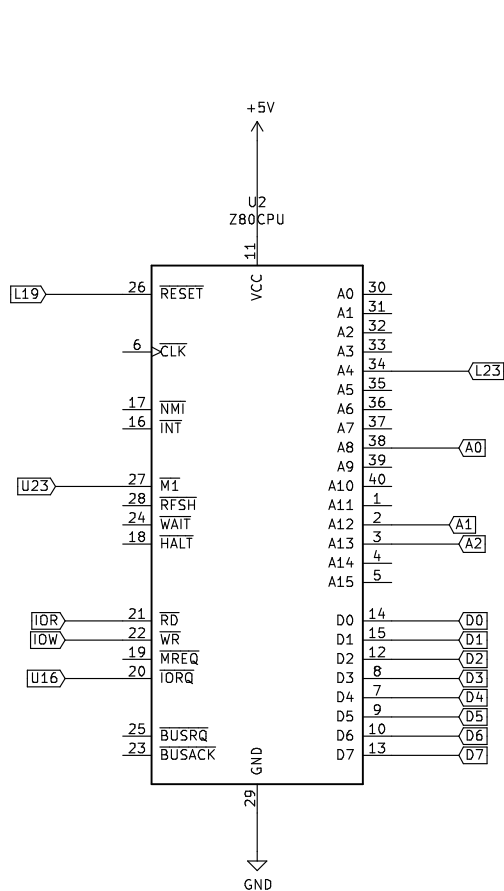 +5V
U2
Z80CPU
11
VCC
L19 26 RESET
6 CLK
17 NMI
16 INT
U23 27 M1
28 RFSH
24 WAIT
18 HALT
IOR 21 RD
IOW 22 WR
19 MREQ
U16 20 IORQ
25 BUSRQ
23 BUSACK
A0 30
A1 31
A2 32
A3 33
A4 34 L23
A5 35
A6 36
A7 37
A8 38 A0
A9 39
A10 40
A11 1
A12 2 A1
A13 3 A2
A14 4
A15 5
D0 14 D0
D1 15 D1
D2 12 D2
D3 8 D3
D4 7 D4
D5 9 D5
D6 10 D6
D7 13 D7
GND
29
GND